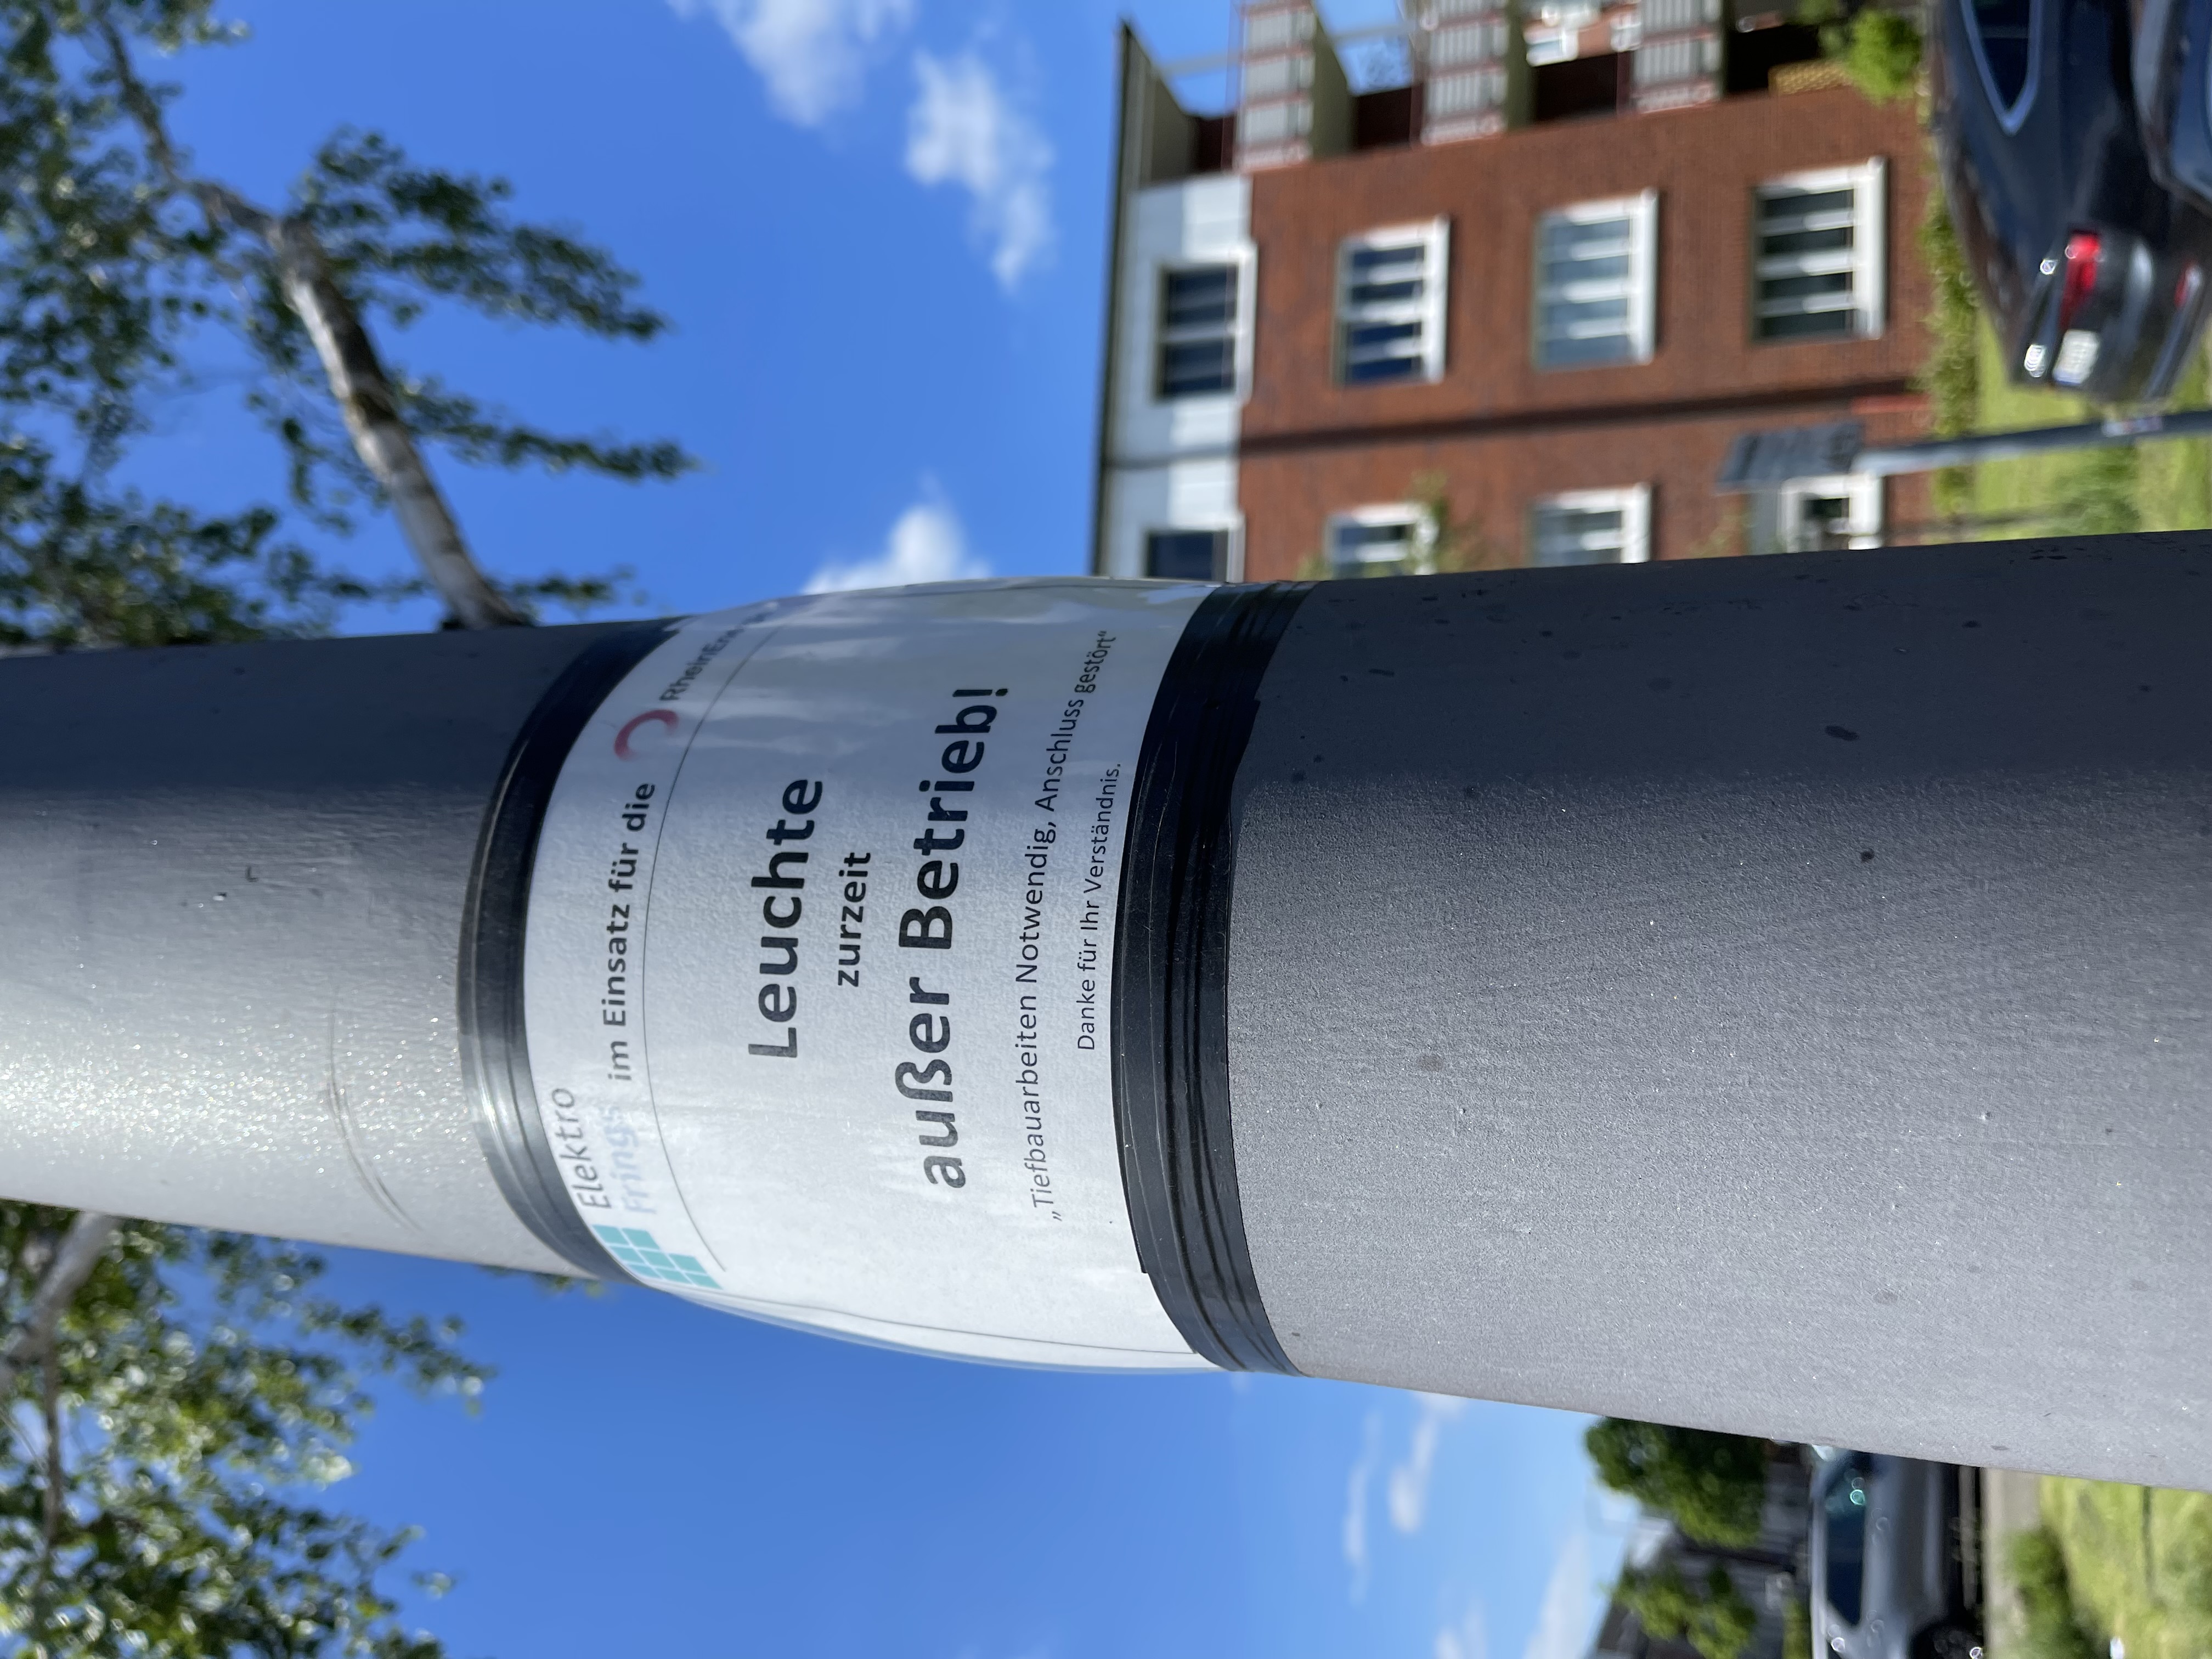 Elektro
Frings im Einsatz für die
Leuchte
zurzeit
außer Betrieb!
„Tiefbauarbeiten Notwendig, Anschluss gestört“
Danke für Ihr Verständnis.